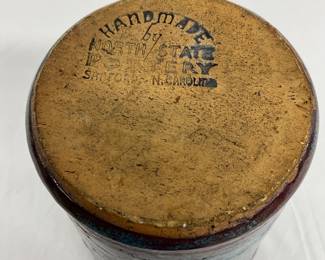 HANDMADE
by
NORTH STATE
POTTERY
SANFORD - N. CAROLINA